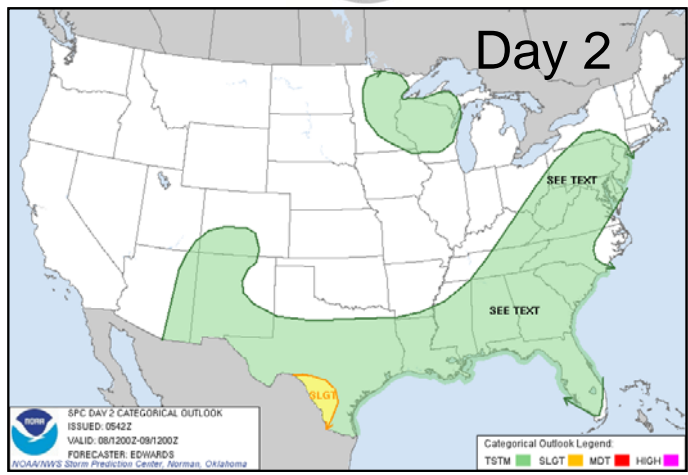 Day 2
SEE TEXT
SEE TEXT
SLGT
NOAA
SPC DAY 2 CATEGORICAL OUTLOOK
ISSUED: 0542Z
VALID: 08/1200Z-09/1200Z
FORECASTER: EDWARDS
NOAA/NWS Storm Prediction Center, Norman, Oklahoma
Categorical Outlook Legend:
TSTM SLGT MDT HIGH